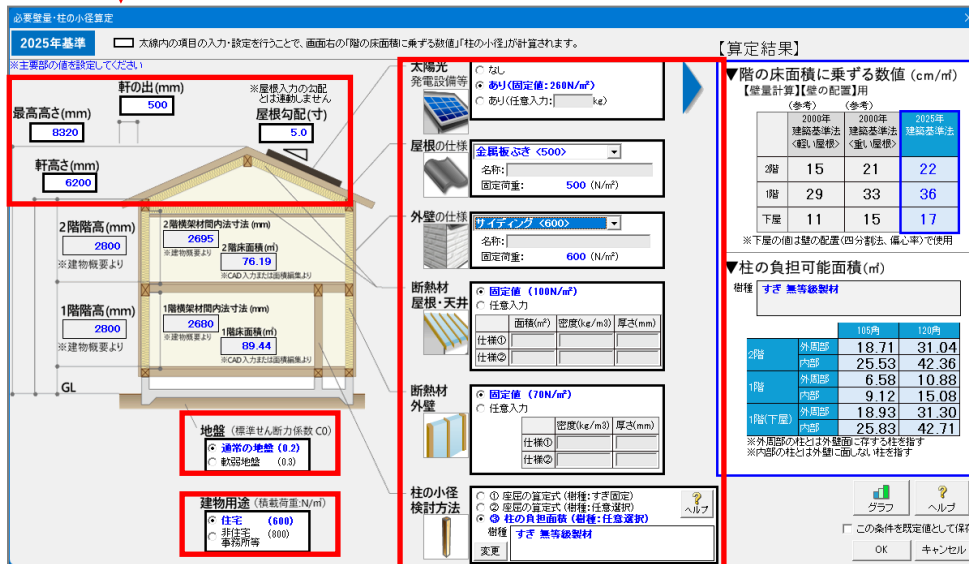 必要壁量・柱の小径算定
2025年基準
太線内の項目の入力・設定を行うことで、画面右の「階の床面積に乗ずる数値」「柱の小径」が計算されます。
※主要部の値を設定してください
軒の出(mm)
500
最高高さ(mm)
8320
※屋根入力の勾配
とは連動しません
屋根勾配(寸)
5.0
軒高さ(mm)
6200
2階階高(mm)
2800
※建物概要より
2階横架材間内法寸法(mm)
2695
※建物概要より
2階床面積(㎡)
76.19
※CAD入力または面積編集より
1階階高(mm)
2800
※建物概要より
1階横架材間内法寸法(mm)
2680
※建物概要より
1階床面積(㎡)
89.44
※CAD入力または面積編集より
GL
地盤 (標準せん断力係数 C0)
通常の地盤 (0.2)
軟弱地盤 (0.3)
建物用途 (積載荷重:N/㎡)
住宅 (600)
非住宅 (800)
事務所等
太陽光
発電設備等
なし
あり(固定値:260N/㎡)
あり(任意入力: kg)
屋根の仕様
金属板ぶき <500>
名称:
固定荷重: 500 (N/㎡)
外壁の仕様
サイディング <600>
名称:
固定荷重: 600 (N/㎡)
断熱材
屋根・天井
固定値 (100N/㎡)
任意入力
面積(㎡) 密度(kg/m3) 厚さ(mm)
仕様①
仕様②
断熱材
外壁
固定値 (70N/㎡)
任意入力
密度(kg/m3) 厚さ(mm)
仕様①
仕様②
柱の小径
検討方法
① 座屈の算定式 (樹種:すぎ固定)
② 座屈の算定式 (樹種:任意選択)
③ 柱の負担面積 (樹種:任意選択)
ヘルプ
樹種 すぎ 無等級製材
変更
【算定結果】
▼階の床面積に乗ずる数値 (cm/㎡)
【壁量計算】【壁の配置】用
(参考) (参考)
2000年 2000年 2025年
建築基準法 建築基準法 建築基準法
<軽い屋根> <重い屋根>
2階 15 21 22
1階 29 33 36
下屋 11 15 17
※下屋の値は壁の配置(四分割法、偏心率)で使用
▼柱の負担可能面積(㎡)
樹種 すぎ 無等級製材
105角 120角
2階 外周部 18.71 31.04
内部 25.53 42.36
1階 外周部 6.58 10.88
内部 9.12 15.08
1階(下屋) 外周部 18.93 31.30
内部 25.83 42.71
※外周部の柱とは外壁面に存する柱を指す
※内部の柱とは外壁に面しない柱を指す
グラフ ヘルプ
この条件を既定値として保存
OK キャンセル